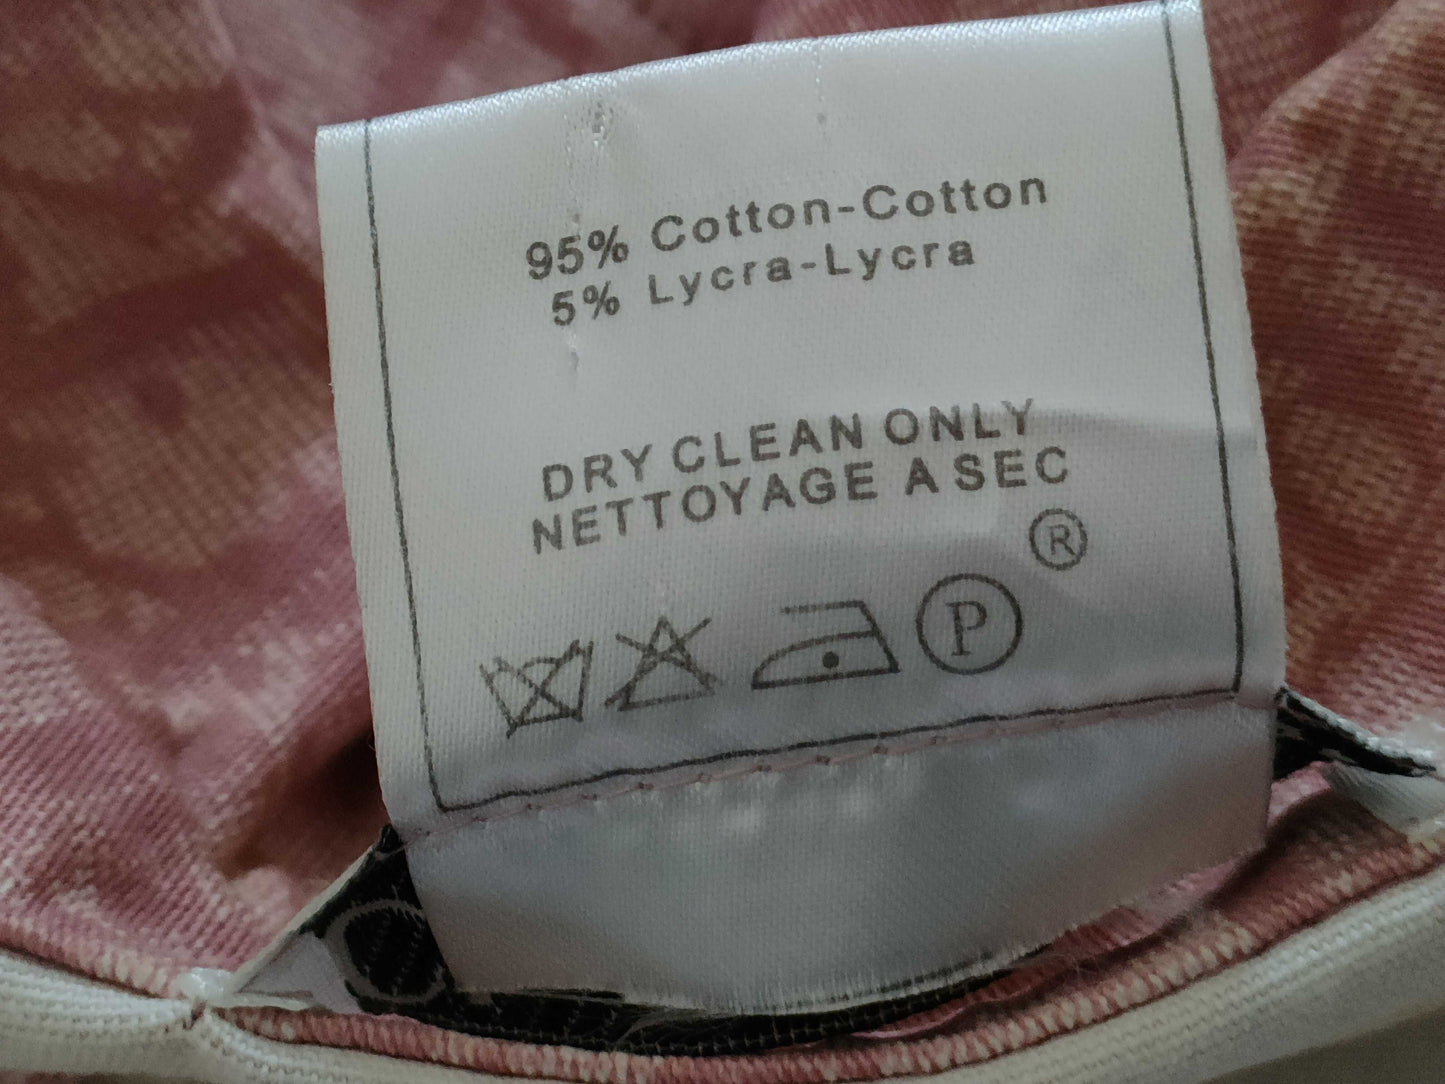 95% Cotton-Cotton
5% Lycra-Lycra
DRY CLEAN ONLY
NETTOYAGE A SEC
®
P